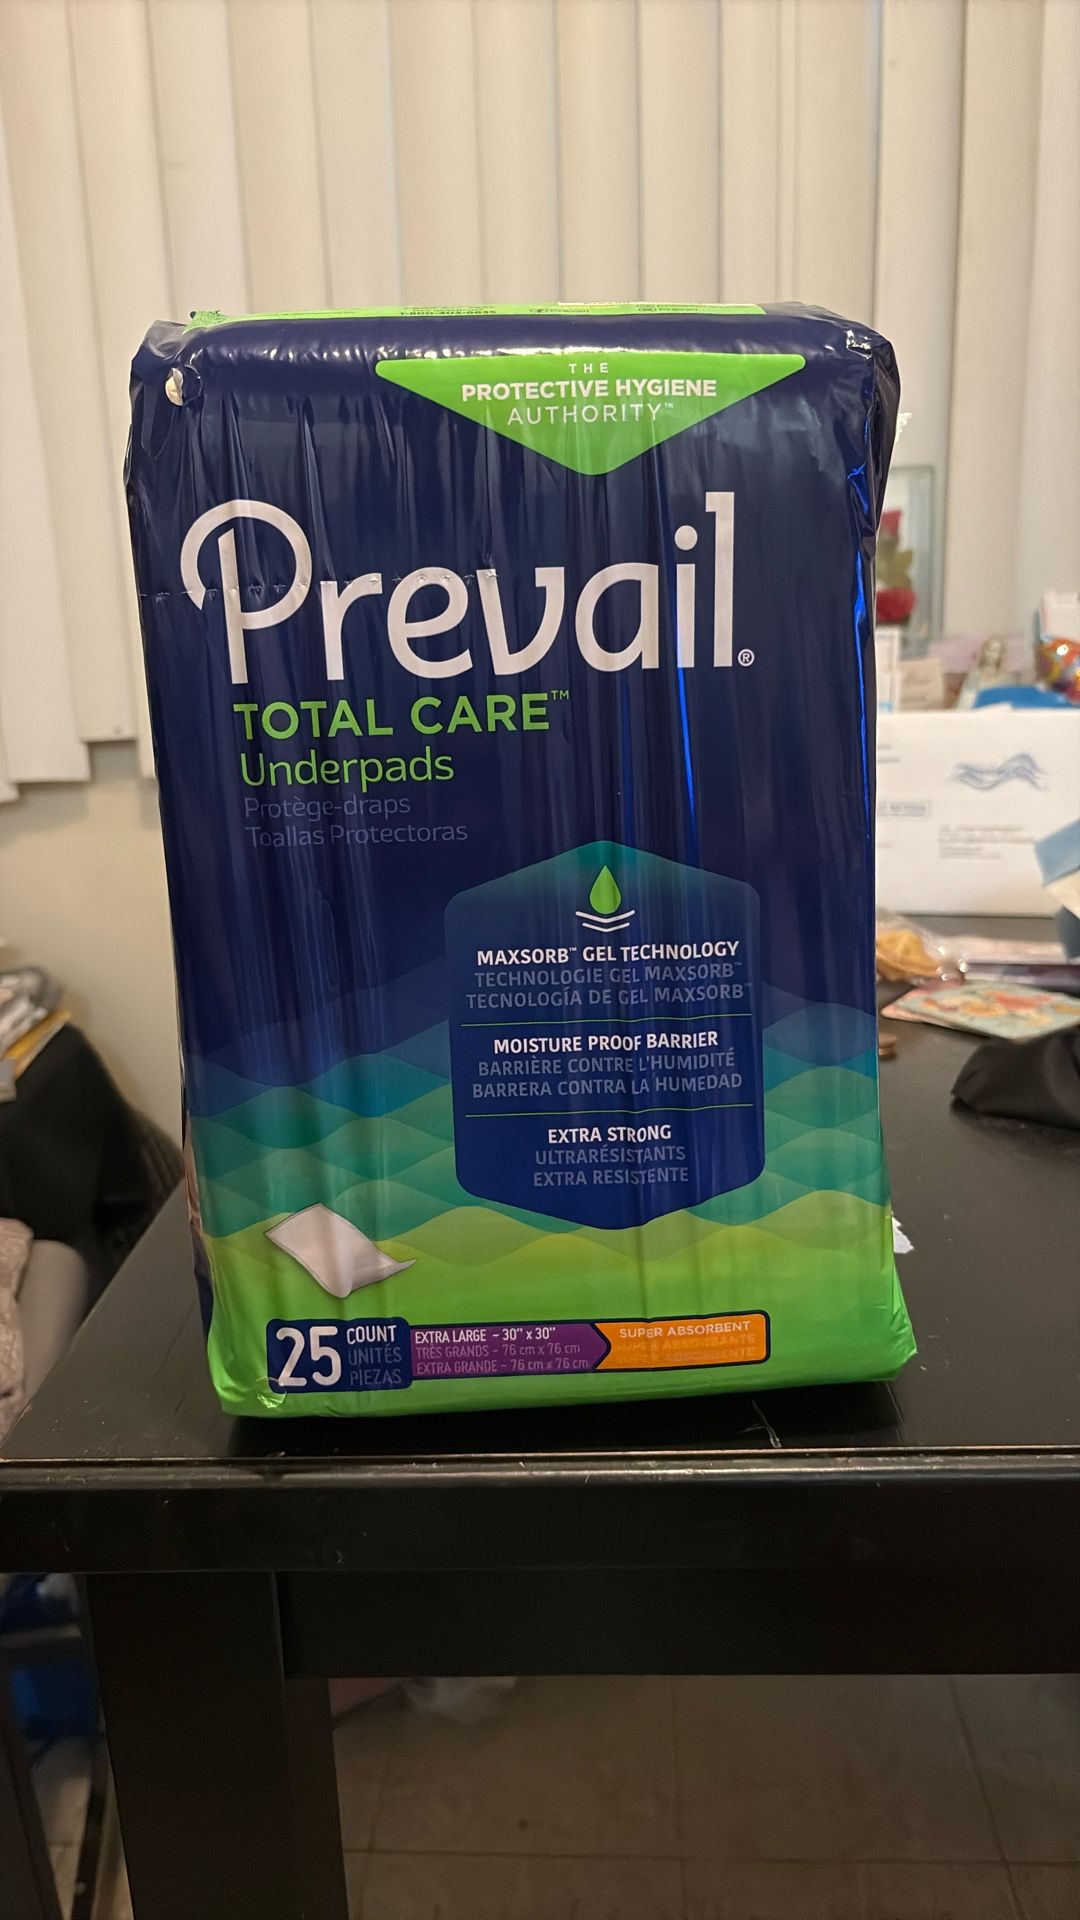 THE
PROTECTIVE HYGIENE
AUTHORITY™
Prevail®
TOTAL CARE™
Underpads
Protège-draps
Toallas Protectoras
MAXSORB™ GEL TECHNOLOGY
TECHNOLOGIE GEL MAXSORB™
TECNOLOGÍA DE GEL MAXSORB™
MOISTURE PROOF BARRIER
BARRIÈRE CONTRE L'HUMIDITÉ
BARRERA CONTRA LA HUMEDAD
EXTRA STRONG
ULTRARÉSISTANTS
EXTRA RESISTENTE
25 COUNT
UNITÉS
PIEZAS
EXTRA LARGE – 30" x 30"
TRÈS GRANDS – 76 cm x 76 cm
EXTRA GRANDE – 76 cm x 76 cm
SUPER ABSORBENT